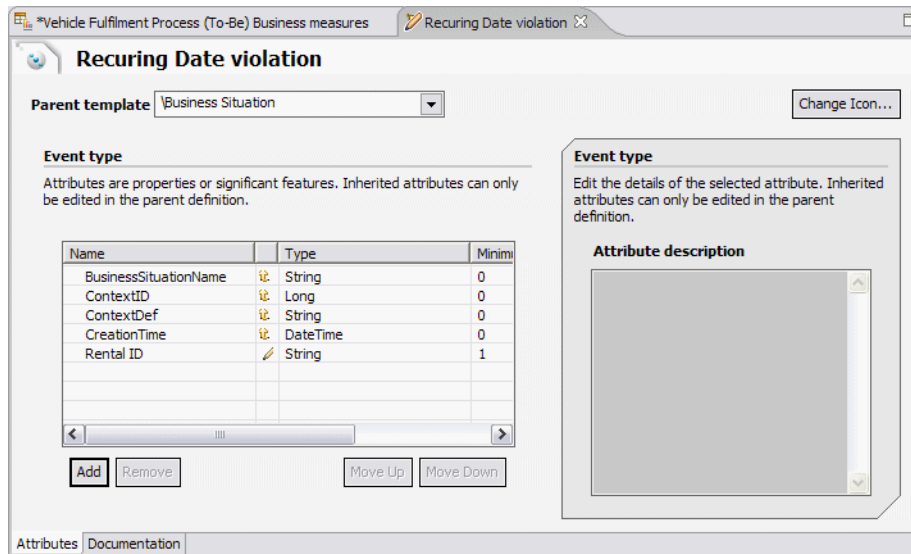 *Vehicle Fulfilment Process (To-Be) Business measures
Recuring Date violation
Recuring Date violation
Parent template \Business Situation
Change Icon...
Event type
Attributes are properties or significant features. Inherited attributes can only
be edited in the parent definition.
Name Type Minim
BusinessSituationName String 0
ContextID Long 0
ContextDef String 0
CreationTime DateTime 0
Rental ID String 1
Add Remove Move Up Move Down
Event type
Edit the details of the selected attribute. Inherited
attributes can only be edited in the parent
definition.
Attribute description
Attributes Documentation